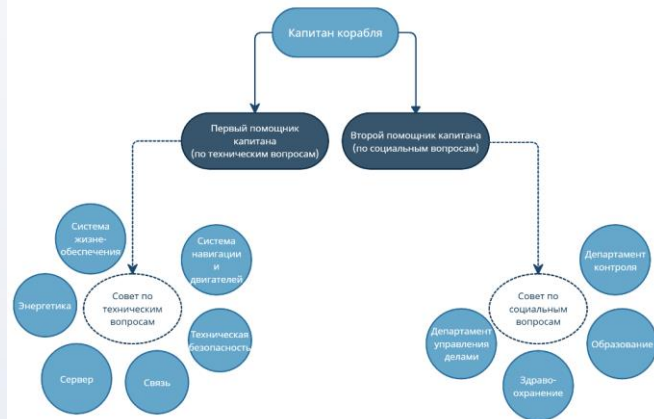 Капитан корабля
Первый помощник
капитана
(по техническим вопросам)
Второй помощник капитана
(по социальным вопросам)
Система
жизне-
обеспечения
Система
навигации
и
двигателей
Энергетика
Совет по
техническим
вопросам
Техническая
безопасность
Сервер
Связь
Департамент
контроля
Совет по
социальным
вопросам
Департамент
управления
делами
Образование
Здраво-
охранение